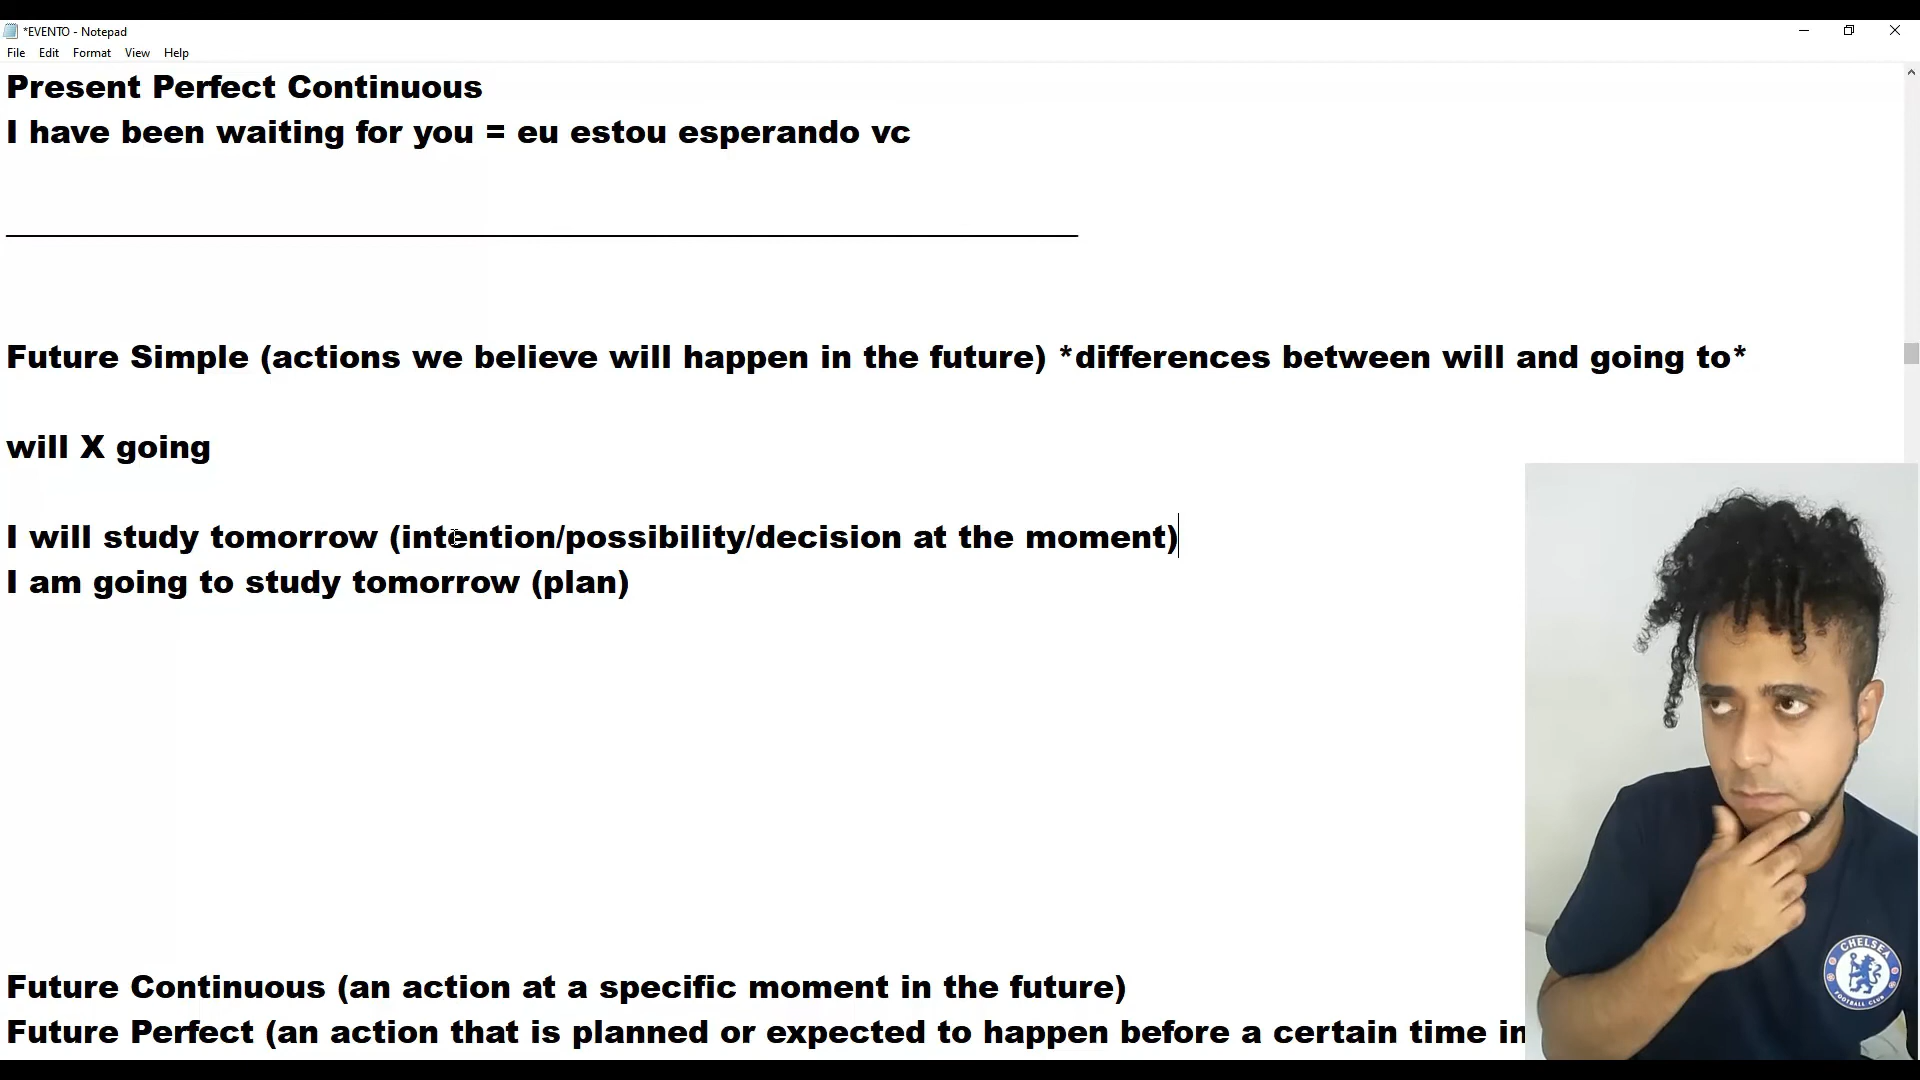 *EVENTO - Notepad
File Edit Format View Help
Present Perfect Continuous
I have been waiting for you = eu estou esperando vc
Future Simple (actions we believe will happen in the future) *differences between will and going to*
will X going
I will study tomorrow (intention/possibility/decision at the moment)
I am going to study tomorrow (plan)
Future Continuous (an action at a specific moment in the future)
Future Perfect (an action that is planned or expected to happen before a certain time in
CHELSEA
FOOTBALL CLUB